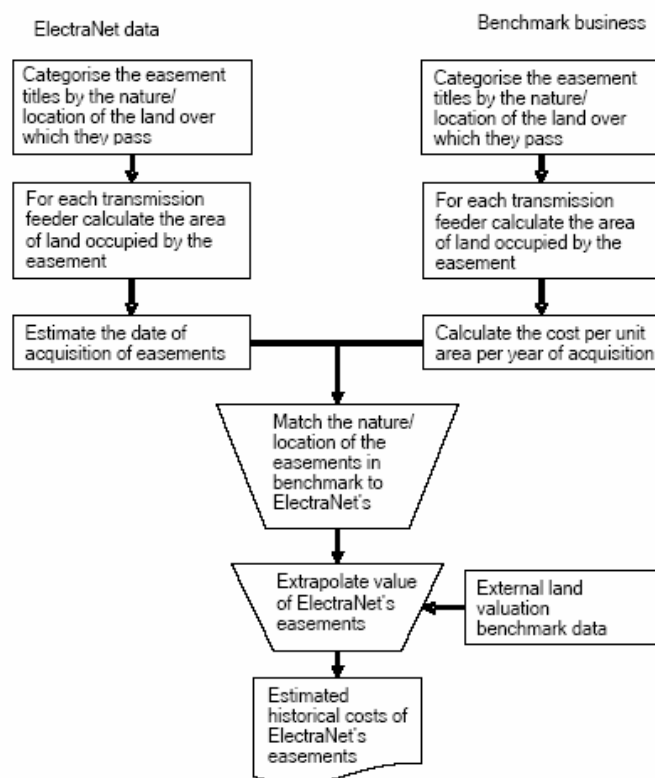 ElectraNet data
Categorise the easement
titles by the nature/
location of the land over
which they pass
For each transmission
feeder calculate the area
of land occupied by the
easement
Estimate the date of
acquisition of easements
Benchmark business
Categorise the easement
titles by the nature/
location of the land over
which they pass
For each transmission
feeder calculate the area
of land occupied by the
easement
Calculate the cost per unit
area per year of acquisition
Match the nature/
location of the
easements in
benchmark to
ElectraNet's
Extrapolate value
of ElectraNet's
easements
External land
valuation
benchmark data
Estimated
historical costs of
ElectraNet's
easements